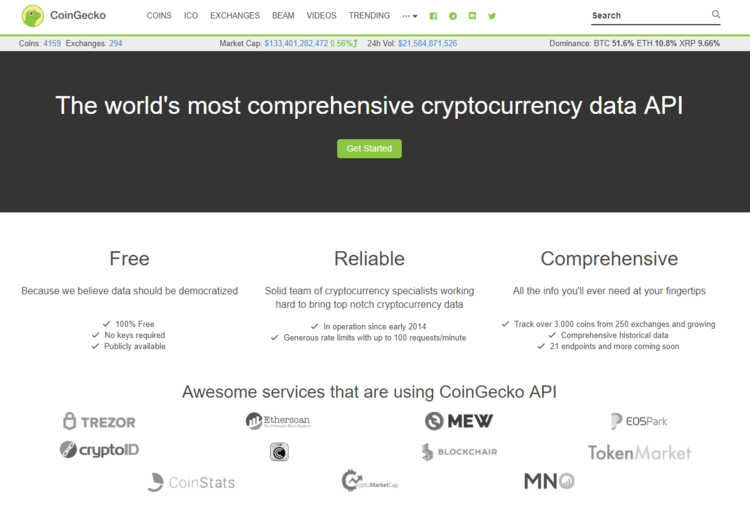 CoinGecko COINS ICO EXCHANGES BEAM VIDEOS TRENDING ••• Search
Coins: 4159 Exchanges: 294 Market Cap: $133,401,282,472 0.56% 24h Vol: $21,584,871,526 Dominance: BTC 51.6% ETH 10.8% XRP 9.66%
The world's most comprehensive cryptocurrency data API
Get Started
Free
Because we believe data should be democratized
100% Free
No keys required
Publicly available
Reliable
Solid team of cryptocurrency specialists working
hard to bring top notch cryptocurrency data
In operation since early 2014
Generous rate limits with up to 100 requests/minute
Comprehensive
All the info you'll ever need at your fingertips
Track over 3,000 coins from 250 exchanges and growing
Comprehensive historical data
21 endpoints and more coming soon
Awesome services that are using CoinGecko API
TREZOR Etherscan MEW EOSPark
cryptoID BLOCKCHAIR TokenMarket
CoinStats CryptoMarketCap MN